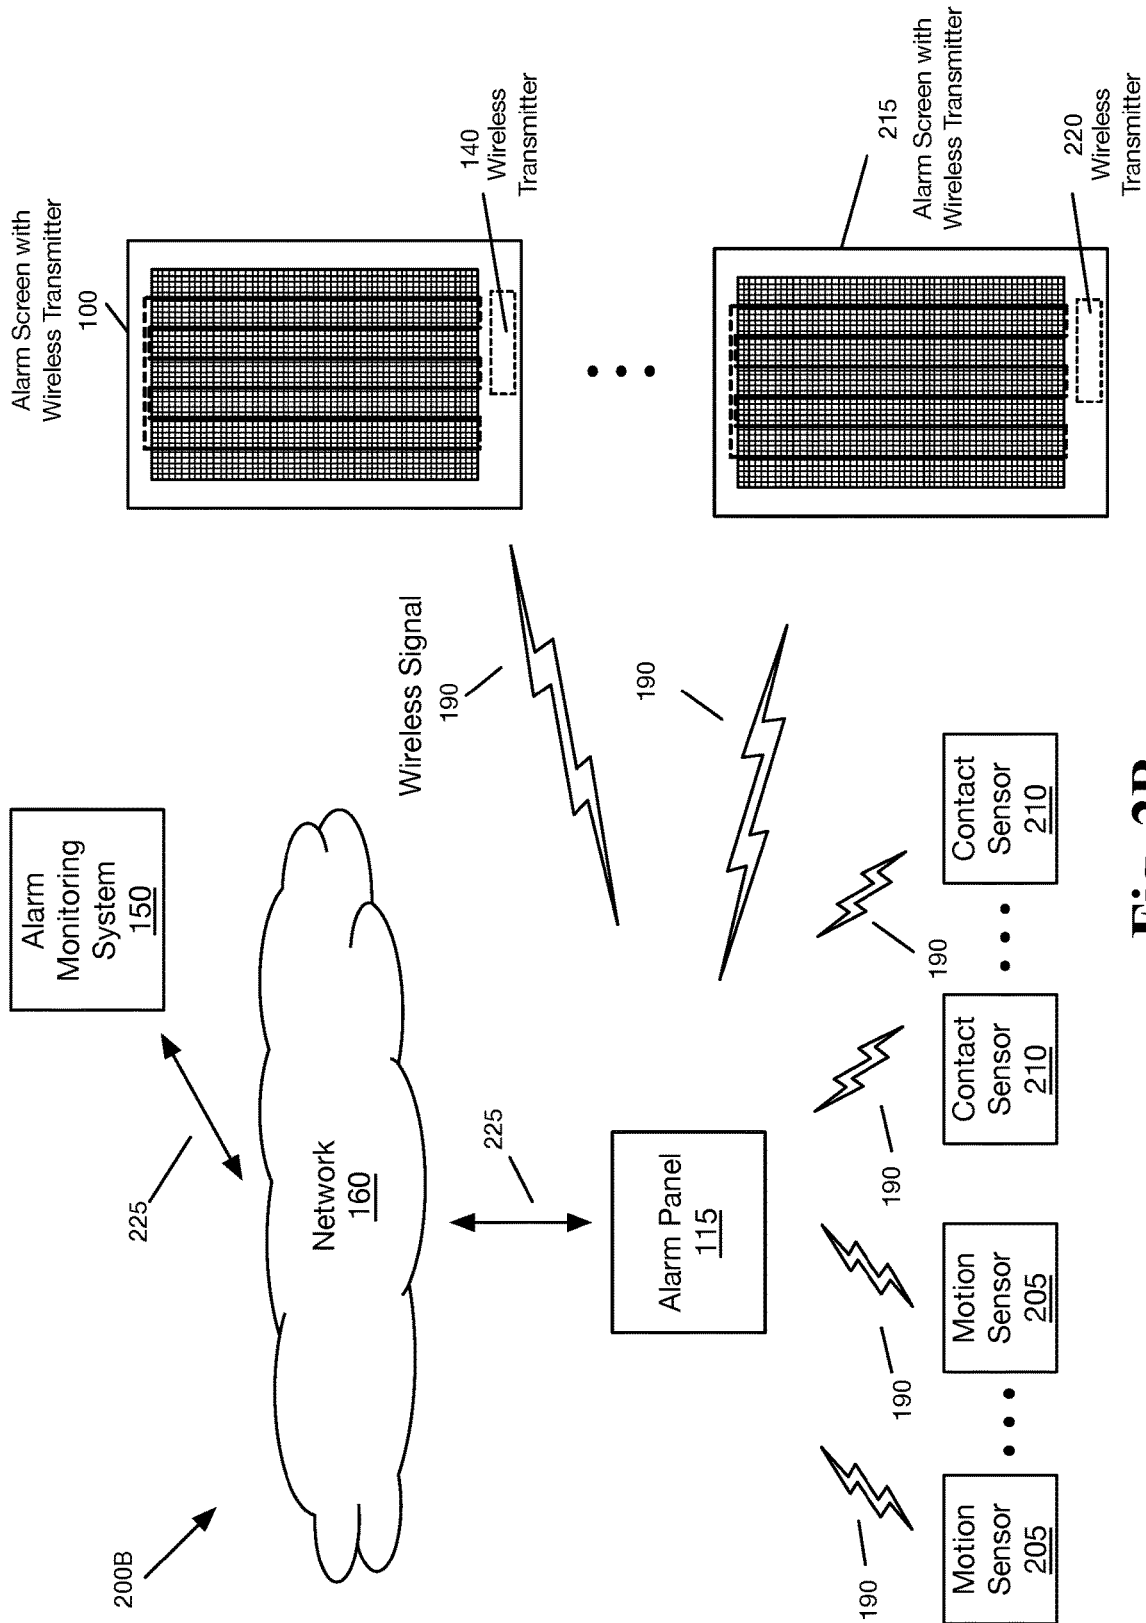 200B
225
Alarm
Monitoring
System
150
Alarm Screen with
Wireless Transmitter
100
Network
160
225
Wireless Signal
190
140
Wireless
Transmitter
Alarm Panel
115
190
215
Alarm Screen with
Wireless Transmitter
190
190
190
190
220
Wireless
Transmitter
Motion
Sensor
205
Motion
Sensor
205
Contact
Sensor
210
Contact
Sensor
210
Fig. 2B